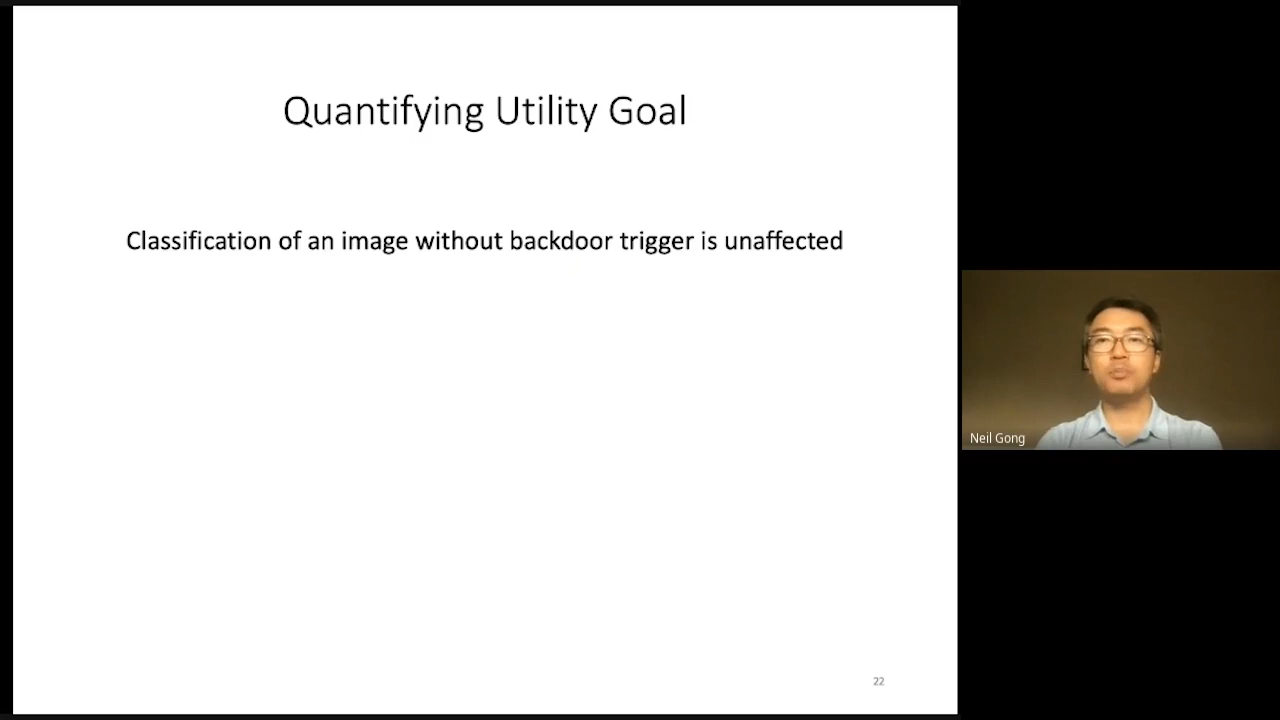 Quantifying Utility Goal
Classification of an image without backdoor trigger is unaffected
Neil Gong
22